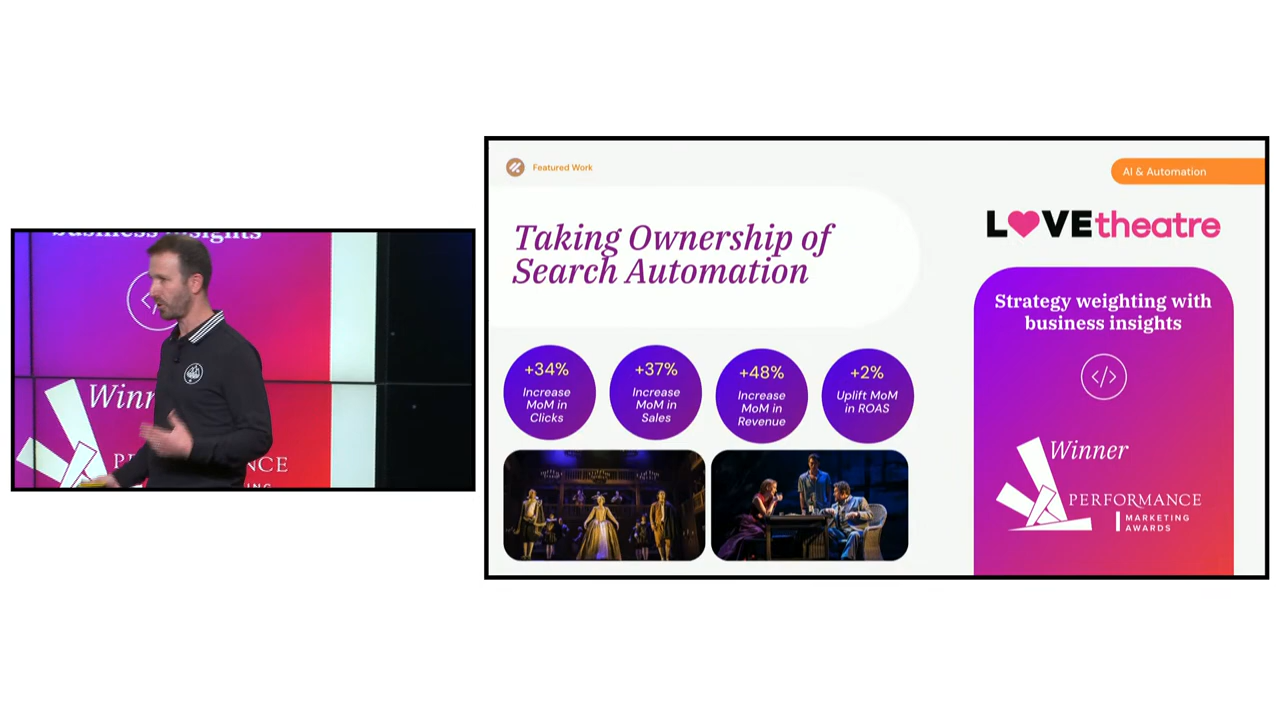 business insights
</>
Winn
PERFORMANCE
Featured Work
AI & Automation
Taking Ownership of
Search Automation
LOVEtheatre
Strategy weighting with
business insights
</>
+34%
Increase
MoM in
Clicks
+37%
Increase
MoM in
Sales
+48%
Increase
MoM in
Revenue
+2%
Uplift MoM
in ROAS
Winner
PERFORMANCE
MARKETING
AWARDS